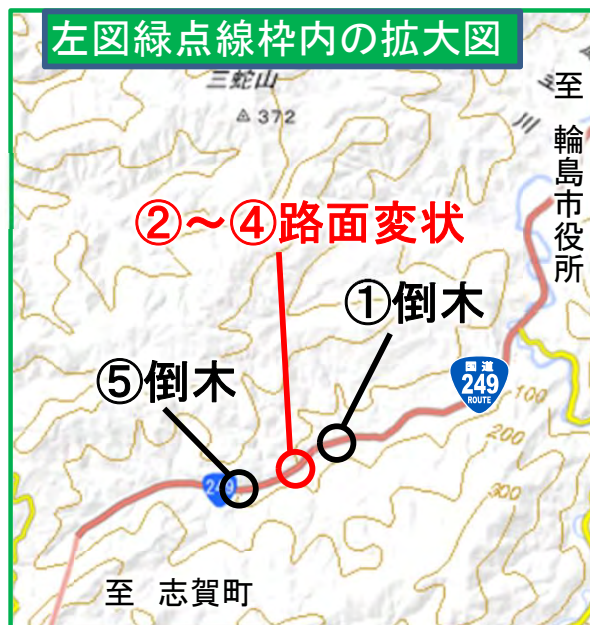 左図緑点線枠内の拡大図
三蛇山
372
川
至 輪島市役所
②～④路面変状
①倒木
国道
249
ROUTE
⑤倒木
100
200
300
249
至 志賀町